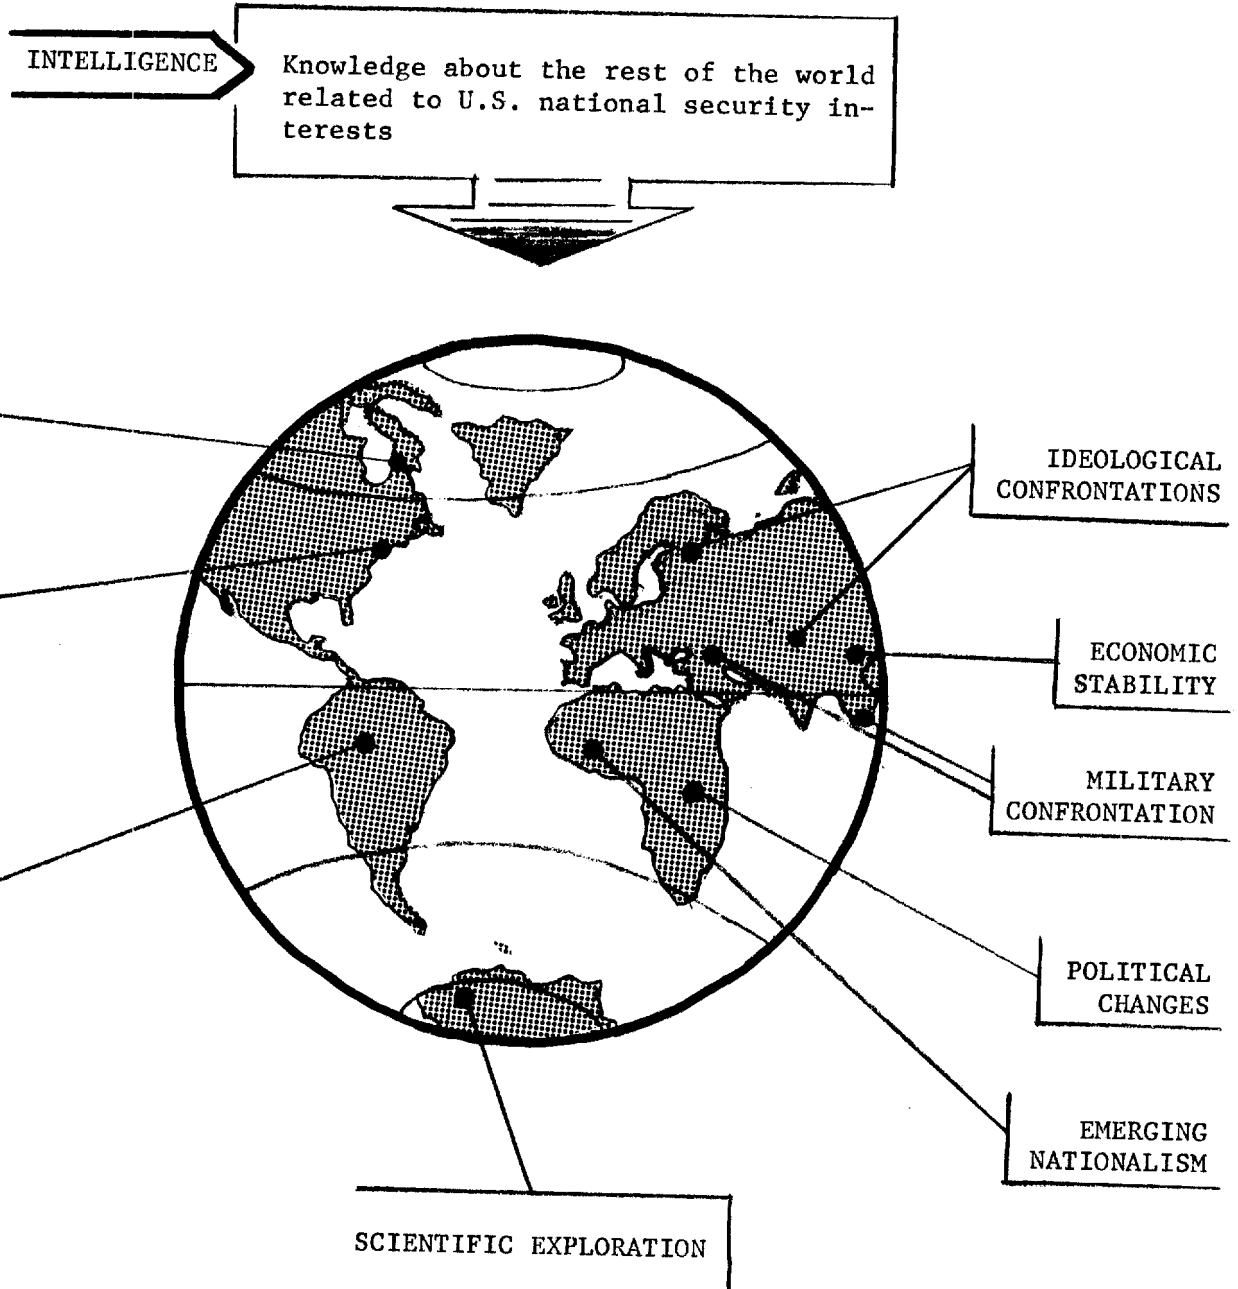 INTELLIGENCE
Knowledge about the rest of the world
related to U.S. national security in-
terests
IDEOLOGICAL
CONFRONTATIONS
ECONOMIC
STABILITY
MILITARY
CONFRONTATION
POLITICAL
CHANGES
EMERGING
NATIONALISM
SCIENTIFIC EXPLORATION